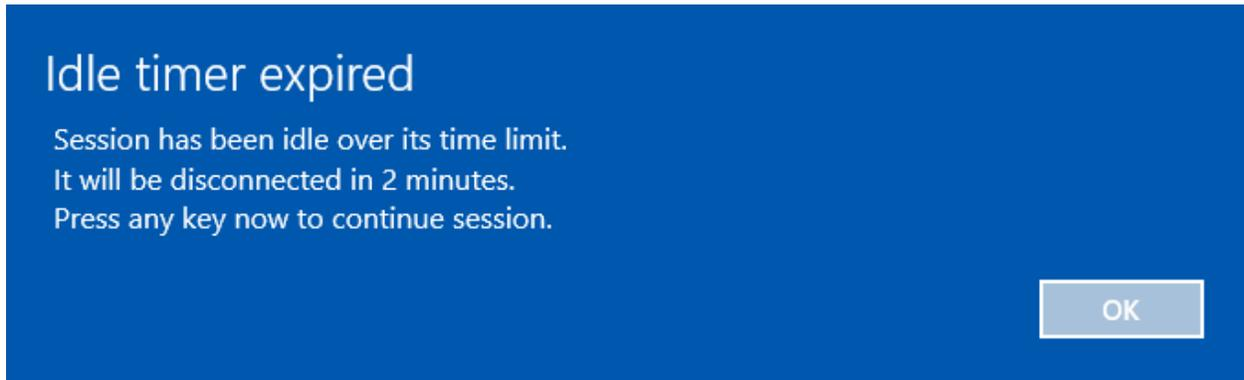 Idle timer expired
Session has been idle over its time limit.
It will be disconnected in 2 minutes.
Press any key now to continue session.
OK